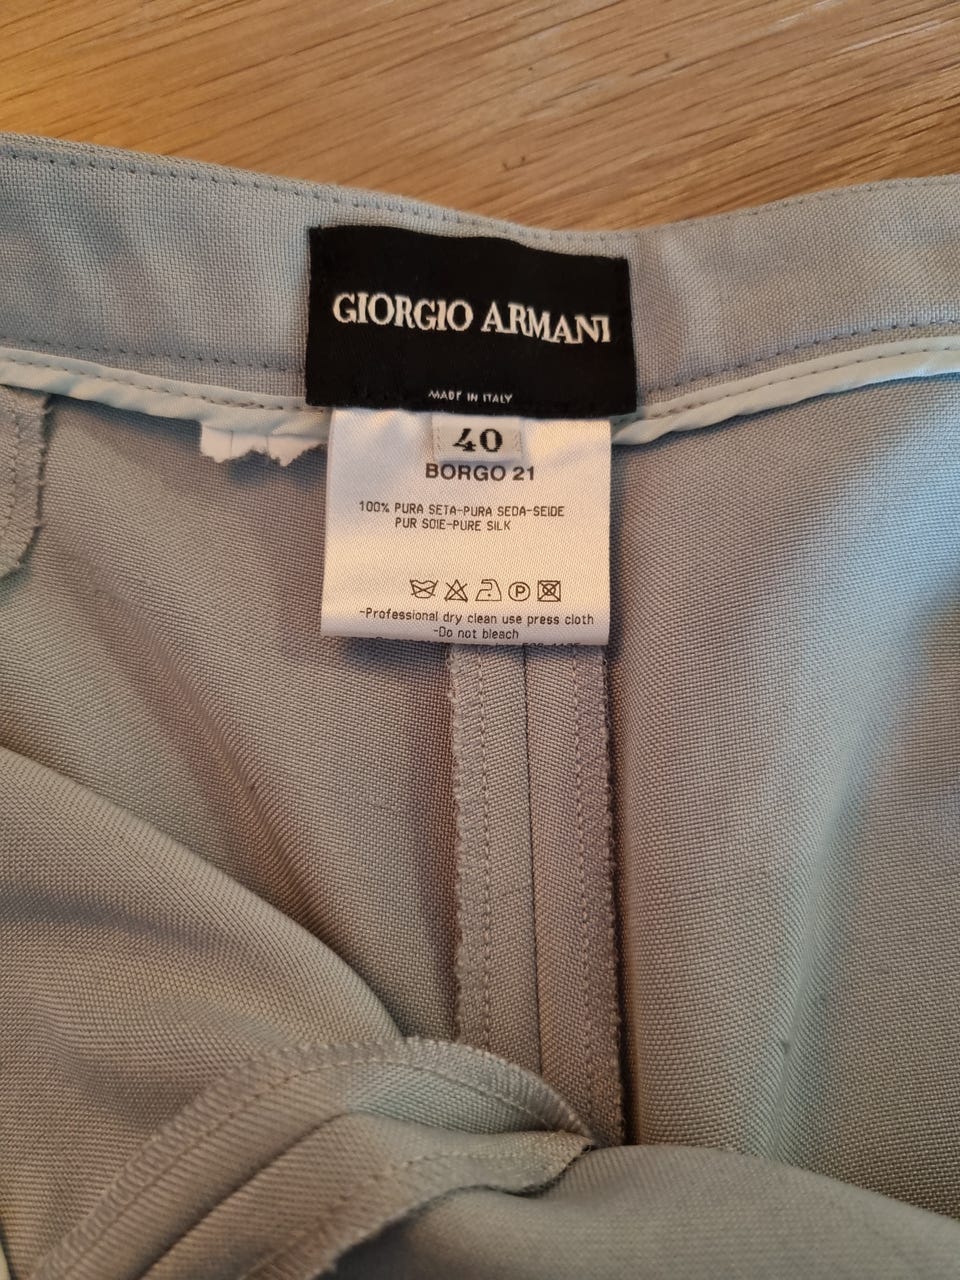 GIORGIO ARMANI
MADE IN ITALY
40
BORGO 21
100% PURA SETA-PURA SEDA-SEIDE
PUR SOIE-PURE SILK
P
-Professional dry clean use press cloth
-Do not bleach